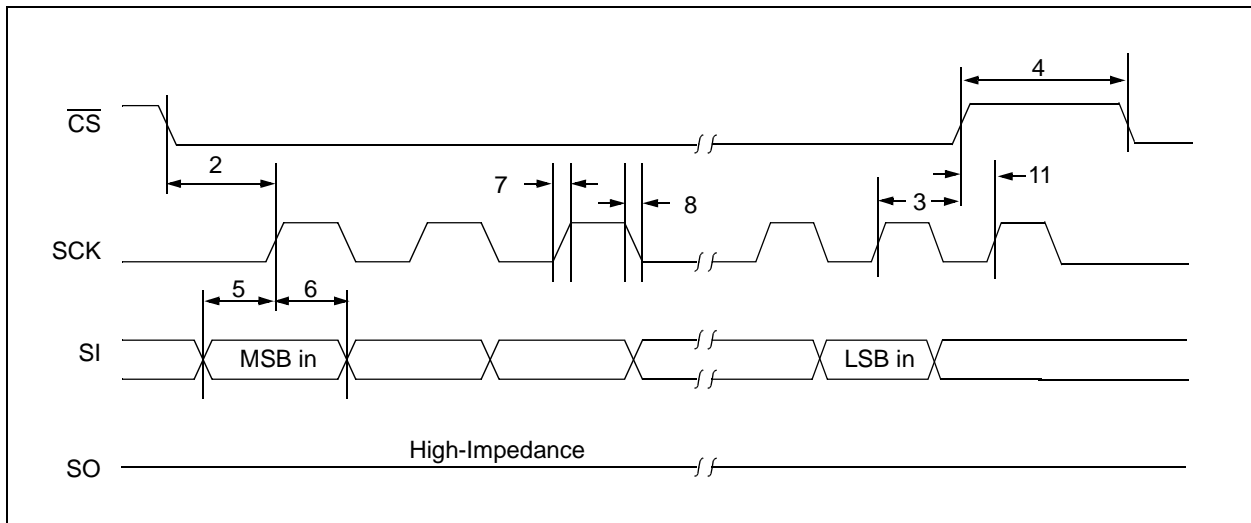 4
CS
2
7
8
3
11
SCK
5
6
SI
MSB in
LSB in
High-Impedance
SO